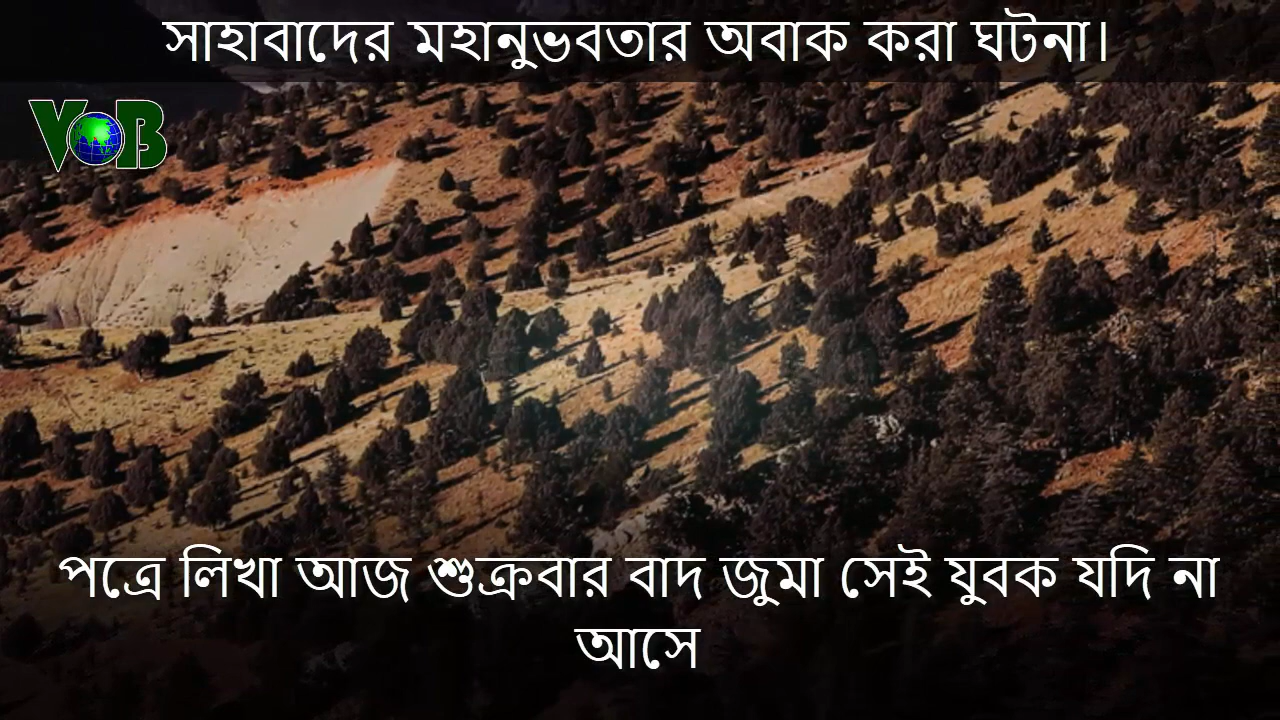 সাহাবাদের মহানুভবতার অবাক করা ঘটনা।
VOB
পত্রে লিখা আজ শুক্রবার বাদ জুমা সেই যুবক যদি না
আসে